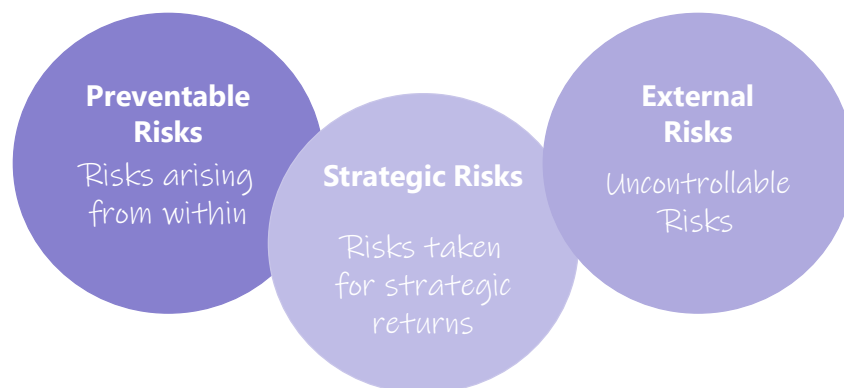 Preventable
Risks
Risks arising
from within
Strategic Risks
Risks taken
for strategic
returns
External
Risks
Uncontrollable
Risks